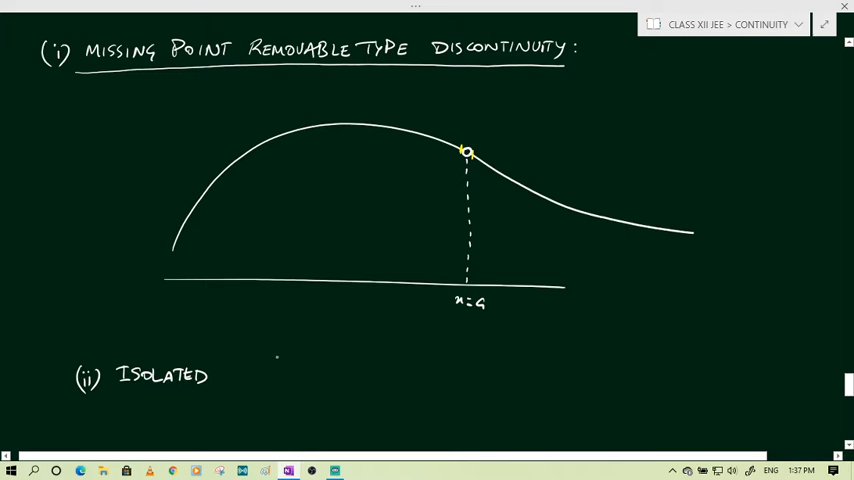 CLASS XII JEE > CONTINUITY
(i) MISSING POINT REMOVABLE TYPE DISCONTINUITY:
x=a
(ii) ISOLATED
ENG 1:37 PM